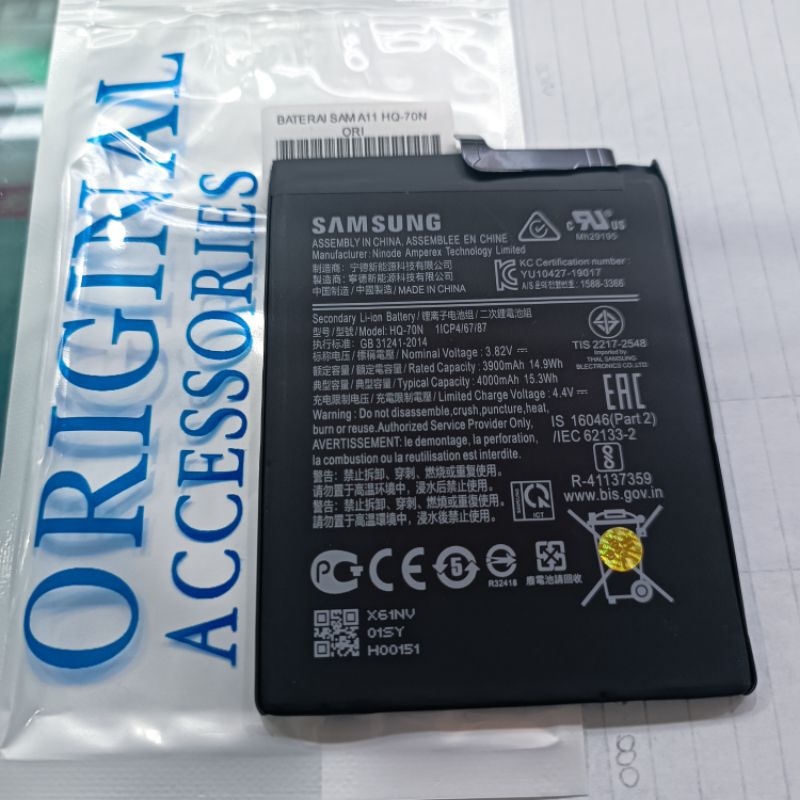 ORIGINAL
ACCESSORIES
BATERAI SAM A11 HQ-70N
ORI
SAMSUNG
ASSEMBLY IN CHINA, ASSEMBLEE EN CHINE
Manufacturer: Ninode Amperex Technology Limited
制造商：宁德新能源科技有限公司
製造商：寧德新能源科技有限公司
中国制造 / 中國製造 / MADE IN CHINA
c RU us
MH29195
KC Certification number :
YU10427-19017
A/S 문의전 번호 : 1588-3366
Secondary Li-ion Battery / 锂离子电池组 / 二次鋰電池組
型号 / 型號/Model: HQ-70N 1ICP4/67/87
执行标准: GB 31241-2014
标称电压 / 標稱電壓 / Nominal Voltage : 3.82V
额定容量 / 額定電容量 / Rated Capacity : 3900mAh 14.9Wh
典型容量 / 典型電容量 / Typical Capacity : 4000mAh 15.3Wh
充电限制电压 / 充電限制電壓 / Limited Charge Voltage : 4.4V
Warning : Do not disassemble,crush,puncture,heat,
burn or reuse.Authorized Service Provider Only,
AVERTISSEMENT: le demontage, la perforation,
la combustion ou la reutilisation est interdite.
警告: 禁止拆卸、穿刺、燃烧或重复使用。
请勿置于高温环境中，浸水后禁止使用。
警告: 禁止拆卸、穿刺、燃燒或重複使用。
請勿置於高溫環境中，浸水後禁止使用。
TIS 2217-2548
Imported by
THAI SAMSUNG
ELECTRONICS CO.,LTD.
EAC
IS 16046(Part 2)
/IEC 62133-2
R-41137359
www.bis.gov.in
ICT
CE
5
R32418
廢電池請回收
X61NV
01SY
H00151